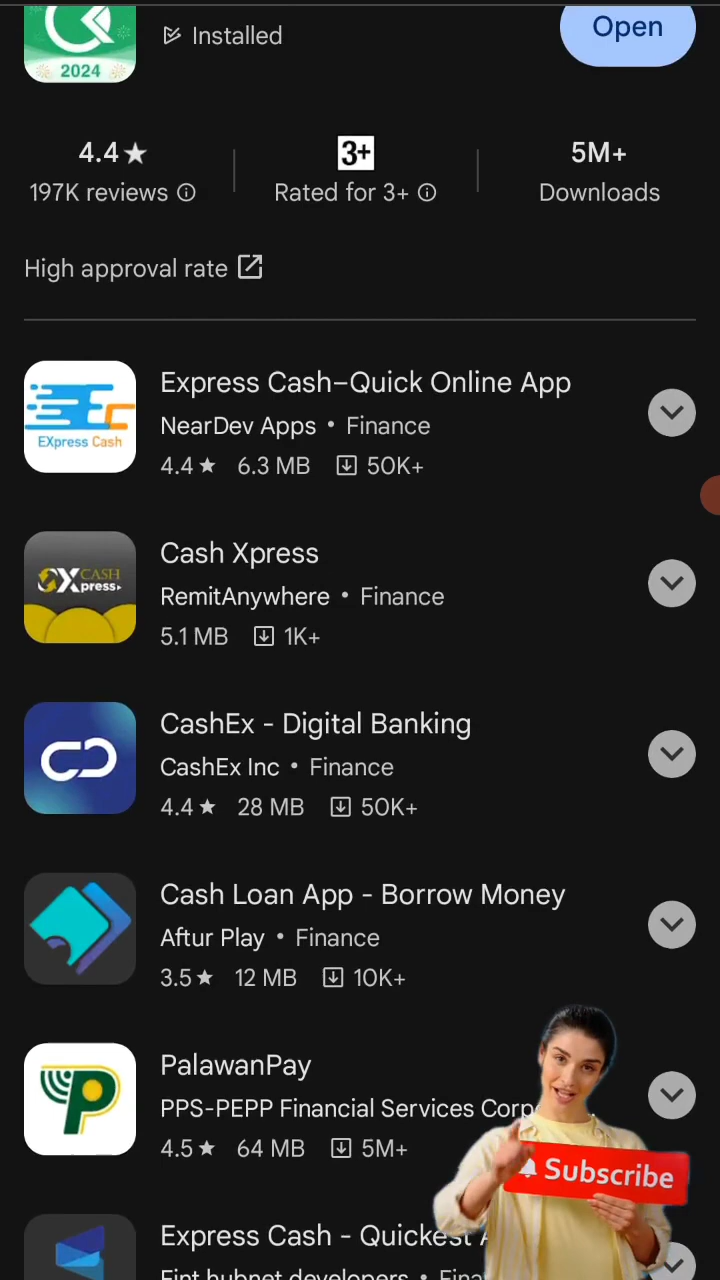 2024
Installed
Open
4.4★
197K reviews
3+
Rated for 3+
5M+
Downloads
High approval rate
EXpress Cash
Express Cash–Quick Online App
NearDev Apps • Finance
4.4★ 6.3 MB 50K+
CASH
Xpress
Cash Xpress
RemitAnywhere • Finance
5.1 MB 1K+
CashEx - Digital Banking
CashEx Inc • Finance
4.4★ 28 MB 50K+
Cash Loan App - Borrow Money
Aftur Play • Finance
3.5★ 12 MB 10K+
PalawanPay
PPS-PEPP Financial Services Corp
4.5★ 64 MB 5M+
Subscribe
Express Cash - Quickest
Fint hubnet developers •